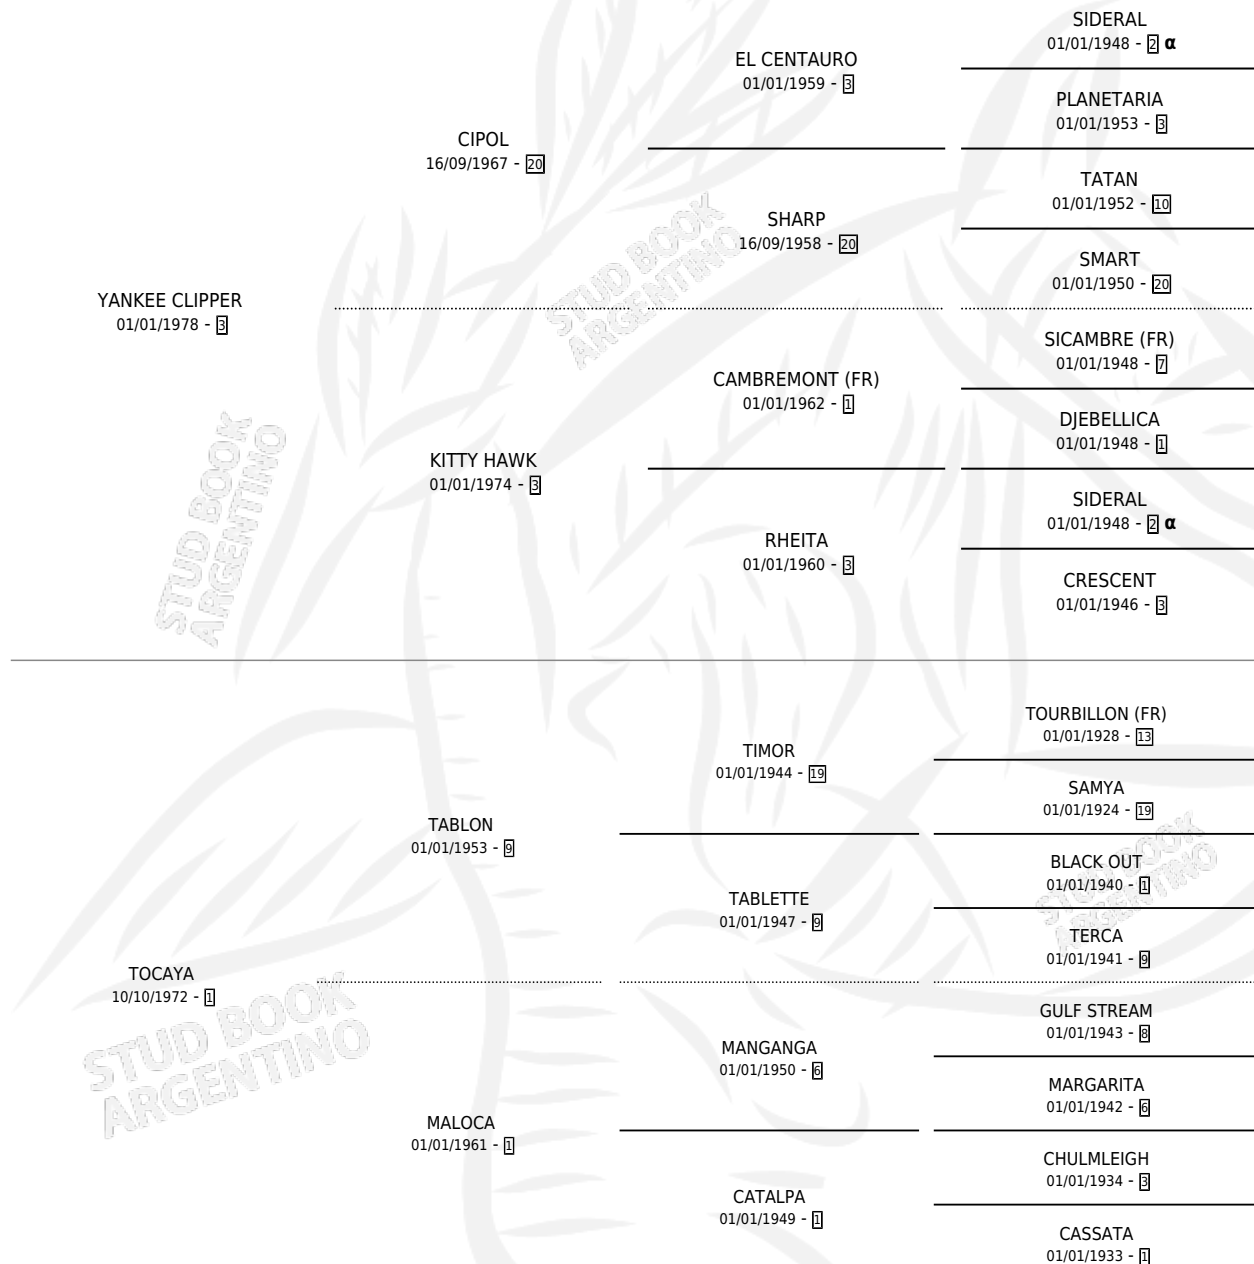 SIDERAL
01/01/1948 - 2 α
EL CENTAURO
01/01/1959 - 3
PLANETARIA
01/01/1953 - 3
CIPOL
16/09/1967 - 20
TATAN
01/01/1952 - 10
SHARP
16/09/1958 - 20
SMART
01/01/1950 - 20
YANKEE CLIPPER
01/01/1978 - 3
SICAMBRE (FR)
01/01/1948 - 7
CAMBREMONT (FR)
01/01/1962 - 1
DJEBELLICA
01/01/1948 - 1
KITTY HAWK
01/01/1974 - 3
SIDERAL
01/01/1948 - 2 α
RHEITA
01/01/1960 - 3
CRESCENT
01/01/1946 - 3
TOURBILLON (FR)
01/01/1928 - 13
TIMOR
01/01/1944 - 19
SAMYA
01/01/1924 - 19
TABLON
01/01/1953 - 9
BLACK OUT
01/01/1940 - 1
TABLETTE
01/01/1947 - 9
TERCA
01/01/1941 - 9
TOCAYA
10/10/1972 - 1
GULF STREAM
01/01/1943 - 8
MANGANGA
01/01/1950 - 6
MARGARITA
01/01/1942 - 6
MALOCA
01/01/1961 - 1
CHULMLEIGH
01/01/1934 - 3
CATALPA
01/01/1949 - 1
CASSATA
01/01/1933 - 1
STUD BOOK
ARGENTINO
STUD BOOK
ARGENTINO
STUD BOOK
ARGENTINO
STUD BOOK
ARGENTINO